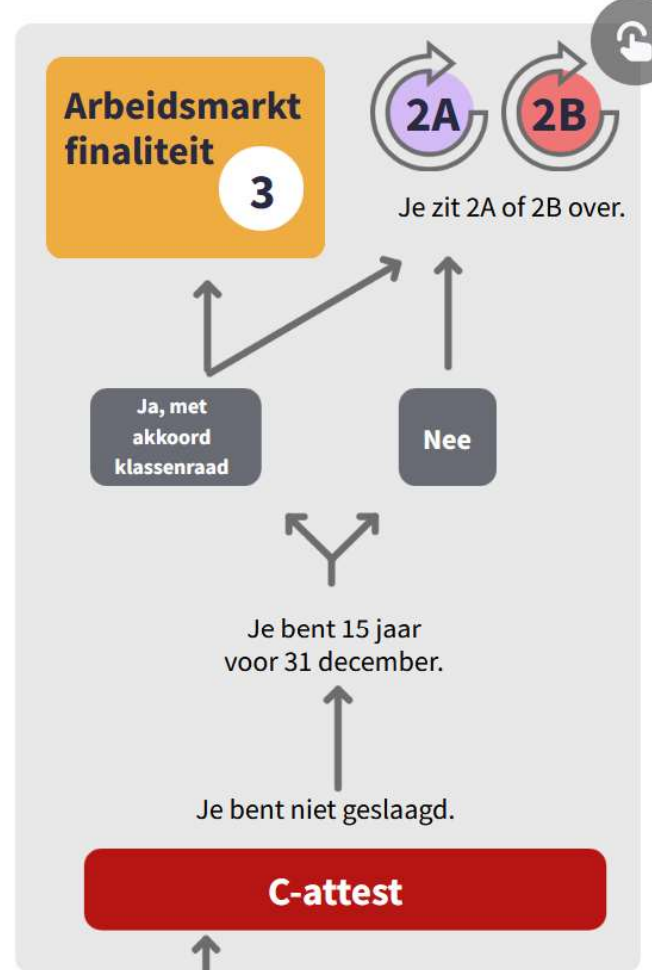 Arbeidsmarkt
finaliteit
3
2A
2B
Je zit 2A of 2B over.
Ja, met
akkoord
klassenraad
Nee
Je bent 15 jaar
voor 31 december.
Je bent niet geslaagd.
C-attest